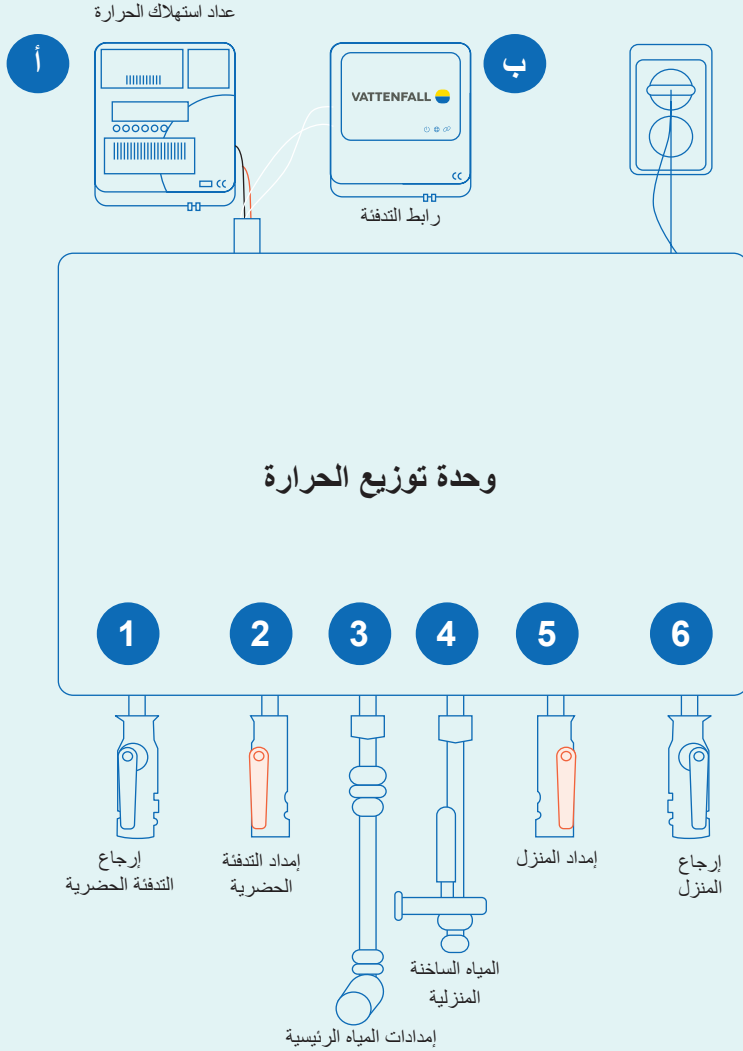 عداد استهلاك الحرارة
أ
ب
VATTENFALL
رابط التدفئة
وحدة توزيع الحرارة
1 2 3 4 5 6
إرجاع
التدفئة الحضرية
إمداد التدفئة
الحضرية
إمداد المنزل
إرجاع
المنزل
المياه الساخنة
المنزلية
إمدادات المياه الرئيسية